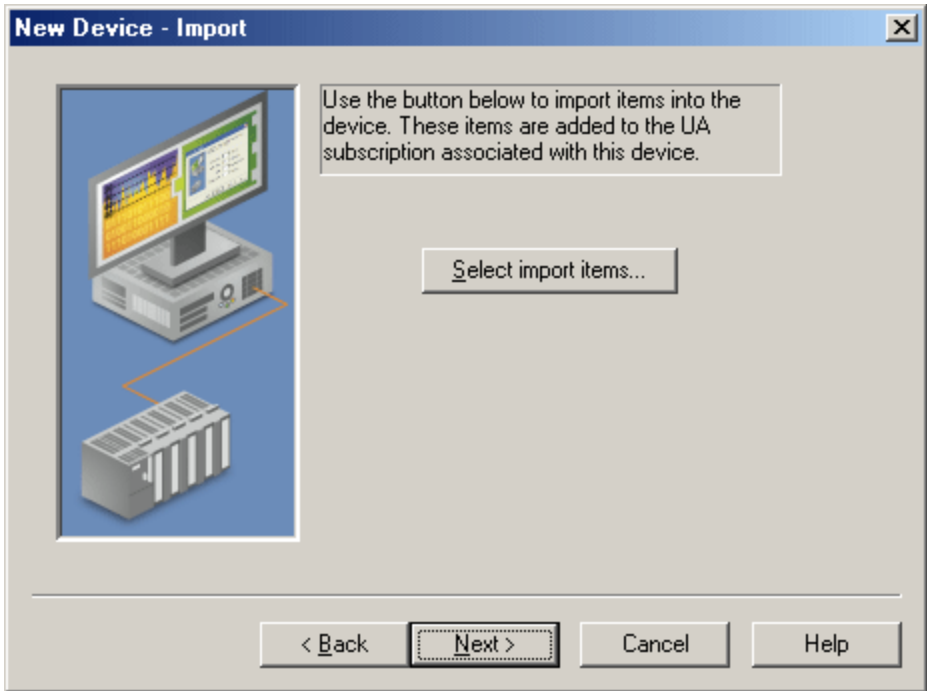 New Device - Import
Use the button below to import items into the
device. These items are added to the UA
subscription associated with this device.
Select import items...
< Back
Next >
Cancel
Help